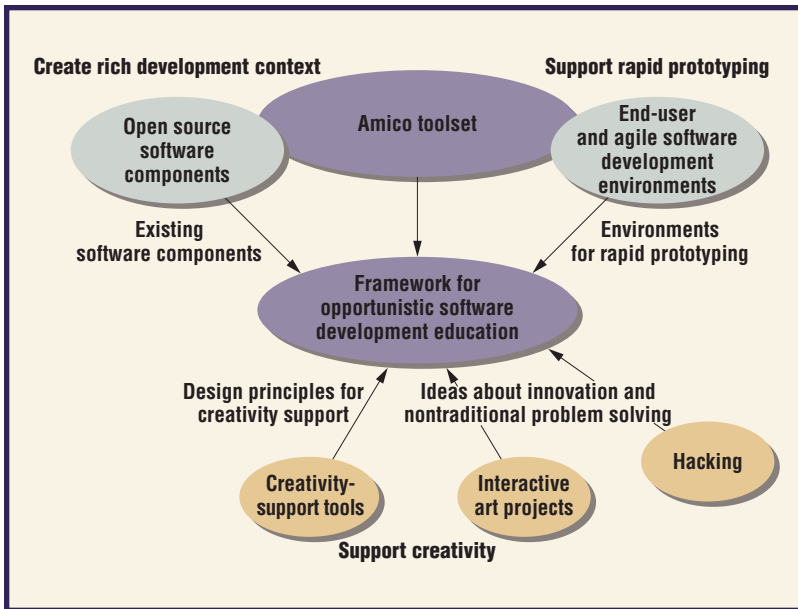 Create rich development context
Support rapid prototyping
Amico toolset
Open source
software
components
End-user
and agile software
development
environments
Existing
software components
Environments
for rapid prototyping
Framework for
opportunistic software
development education
Design principles for
creativity support
Ideas about innovation and
nontraditional problem solving
Hacking
Creativity-
support tools
Interactive
art projects
Support creativity